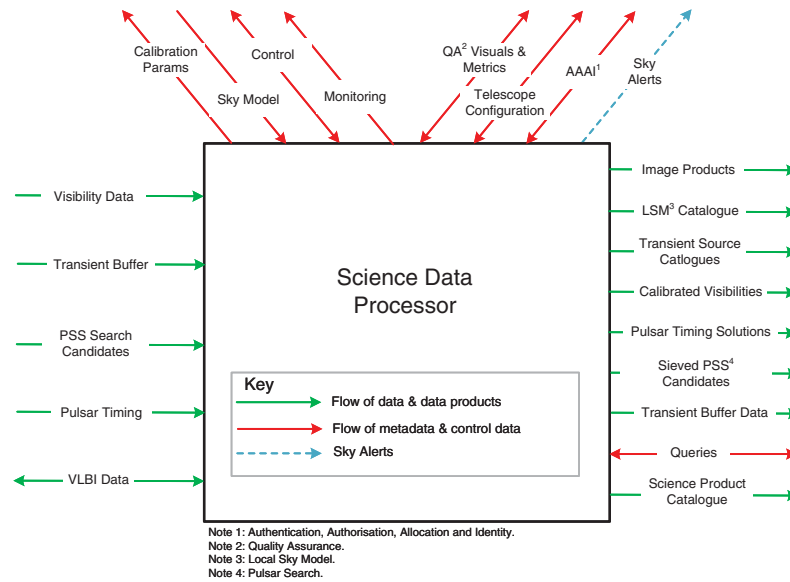 Calibration
Params
Sky Model
Control
Monitoring
QA² Visuals &
Metrics
Telescope
Configuration
AAAI¹
Sky
Alerts
Visibility Data
Transient Buffer
PSS Search
Candidates
Pulsar Timing
VLBI Data
Science Data
Processor
Key
Flow of data & data products
Flow of metadata & control data
Sky Alerts
Image Products
LSM³ Catalogue
Transient Source
Catlogues
Calibrated Visibilities
Pulsar Timing Solutions
Sieved PSS⁴
Candidates
Transient Buffer Data
Queries
Science Product
Catalogue
Note 1: Authentication, Authorisation, Allocation and Identity.
Note 2: Quality Assurance.
Note 3: Local Sky Model.
Note 4: Pulsar Search.